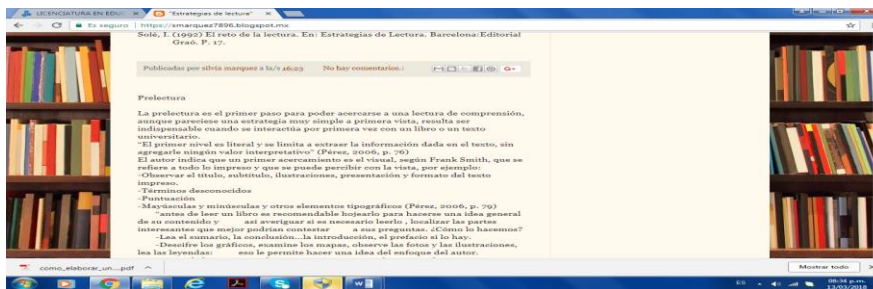 LICENCIATURA EN EDUC
"Estrategias de lectura"
Es seguro | https://smarquez7896.blogspot.mx
Solé, I. (1992) El reto de la lectura. En: Estrategias de Lectura. Barcelona:Editorial
Graó. P. 17.
Publicadas por silvia marquez a la/s 16:23 No hay comentarios.:
Prelectura
La prelectura es el primer paso para poder acercarse a una lectura de comprensión,
aunque pareciese una estrategia muy simple a primera vista, resulta ser
indispensable cuando se interactúa por primera vez con un libro o un texto
universitario.
"El primer nivel es literal y se limita a extraer la información dada en el texto, sin
agregarle ningún valor interpretativo" (Pérez, 2006, p. 76)
El autor indica que un primer acercamiento es el visual, según Frank Smith, que se
refiere a todo lo impreso y que se puede percibir con la vista, por ejemplo:
-Observar el título, subtítulo, ilustraciones, presentación y formato del texto
impreso.
-Términos desconocidos
-Puntuación
-Mayúsculas y minúsculas y otros elementos tipográficos (Pérez, 2006, p. 79)
"antes de leer un libro es recomendable hojearlo para hacerse una idea general
de su contenido y así averiguar si es necesario leerlo , localizar las partes
interesantes que mejor podrían contestar a sus preguntas. ¿Cómo lo hacemos?
-Lea el sumario, la conclusión...la introducción, el prefacio si lo hay.
-Descifre los gráficos, examine los mapas, observe las fotos y las ilustraciones,
lea las leyendas: eso le permite hacer una idea del enfoque del autor.
como_elaborar_un....pdf
Mostrar todo
ES
08:34 p.m.
13/03/2018